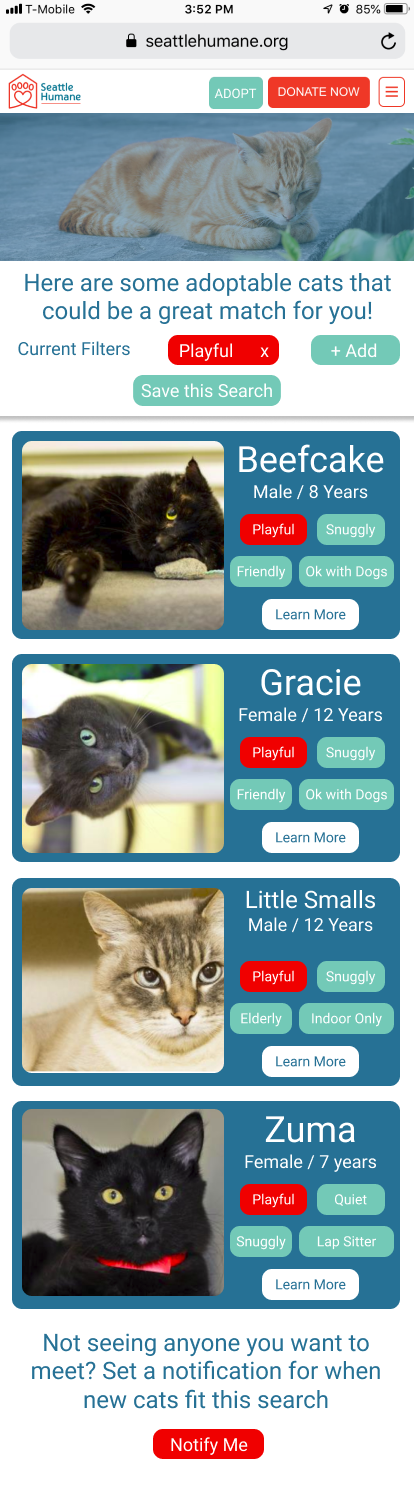 T-Mobile 3:52 PM 85%
seattlehumane.org
Seattle
Humane
ADOPT DONATE NOW
Here are some adoptable cats that
could be a great match for you!
Current Filters Playful x + Add
Save this Search
Beefcake
Male / 8 Years
Playful Snuggly
Friendly Ok with Dogs
Learn More
Gracie
Female / 12 Years
Playful Snuggly
Friendly Ok with Dogs
Learn More
Little Smalls
Male / 12 Years
Playful Snuggly
Elderly Indoor Only
Learn More
Zuma
Female / 7 years
Playful Quiet
Snuggly Lap Sitter
Learn More
Not seeing anyone you want to
meet? Set a notification for when
new cats fit this search
Notify Me